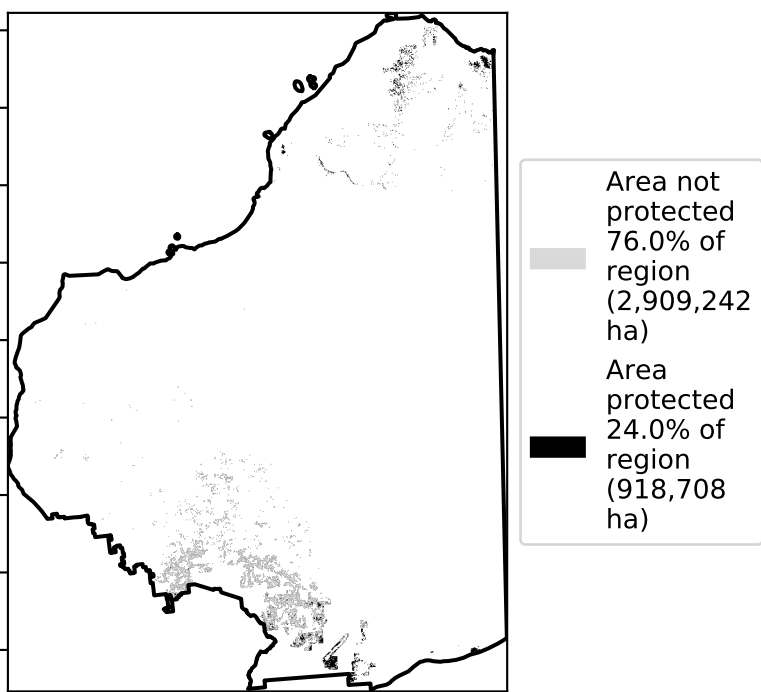 Area not
protected
76.0% of
region
(2,909,242
ha)
Area
protected
24.0% of
region
(918,708
ha)